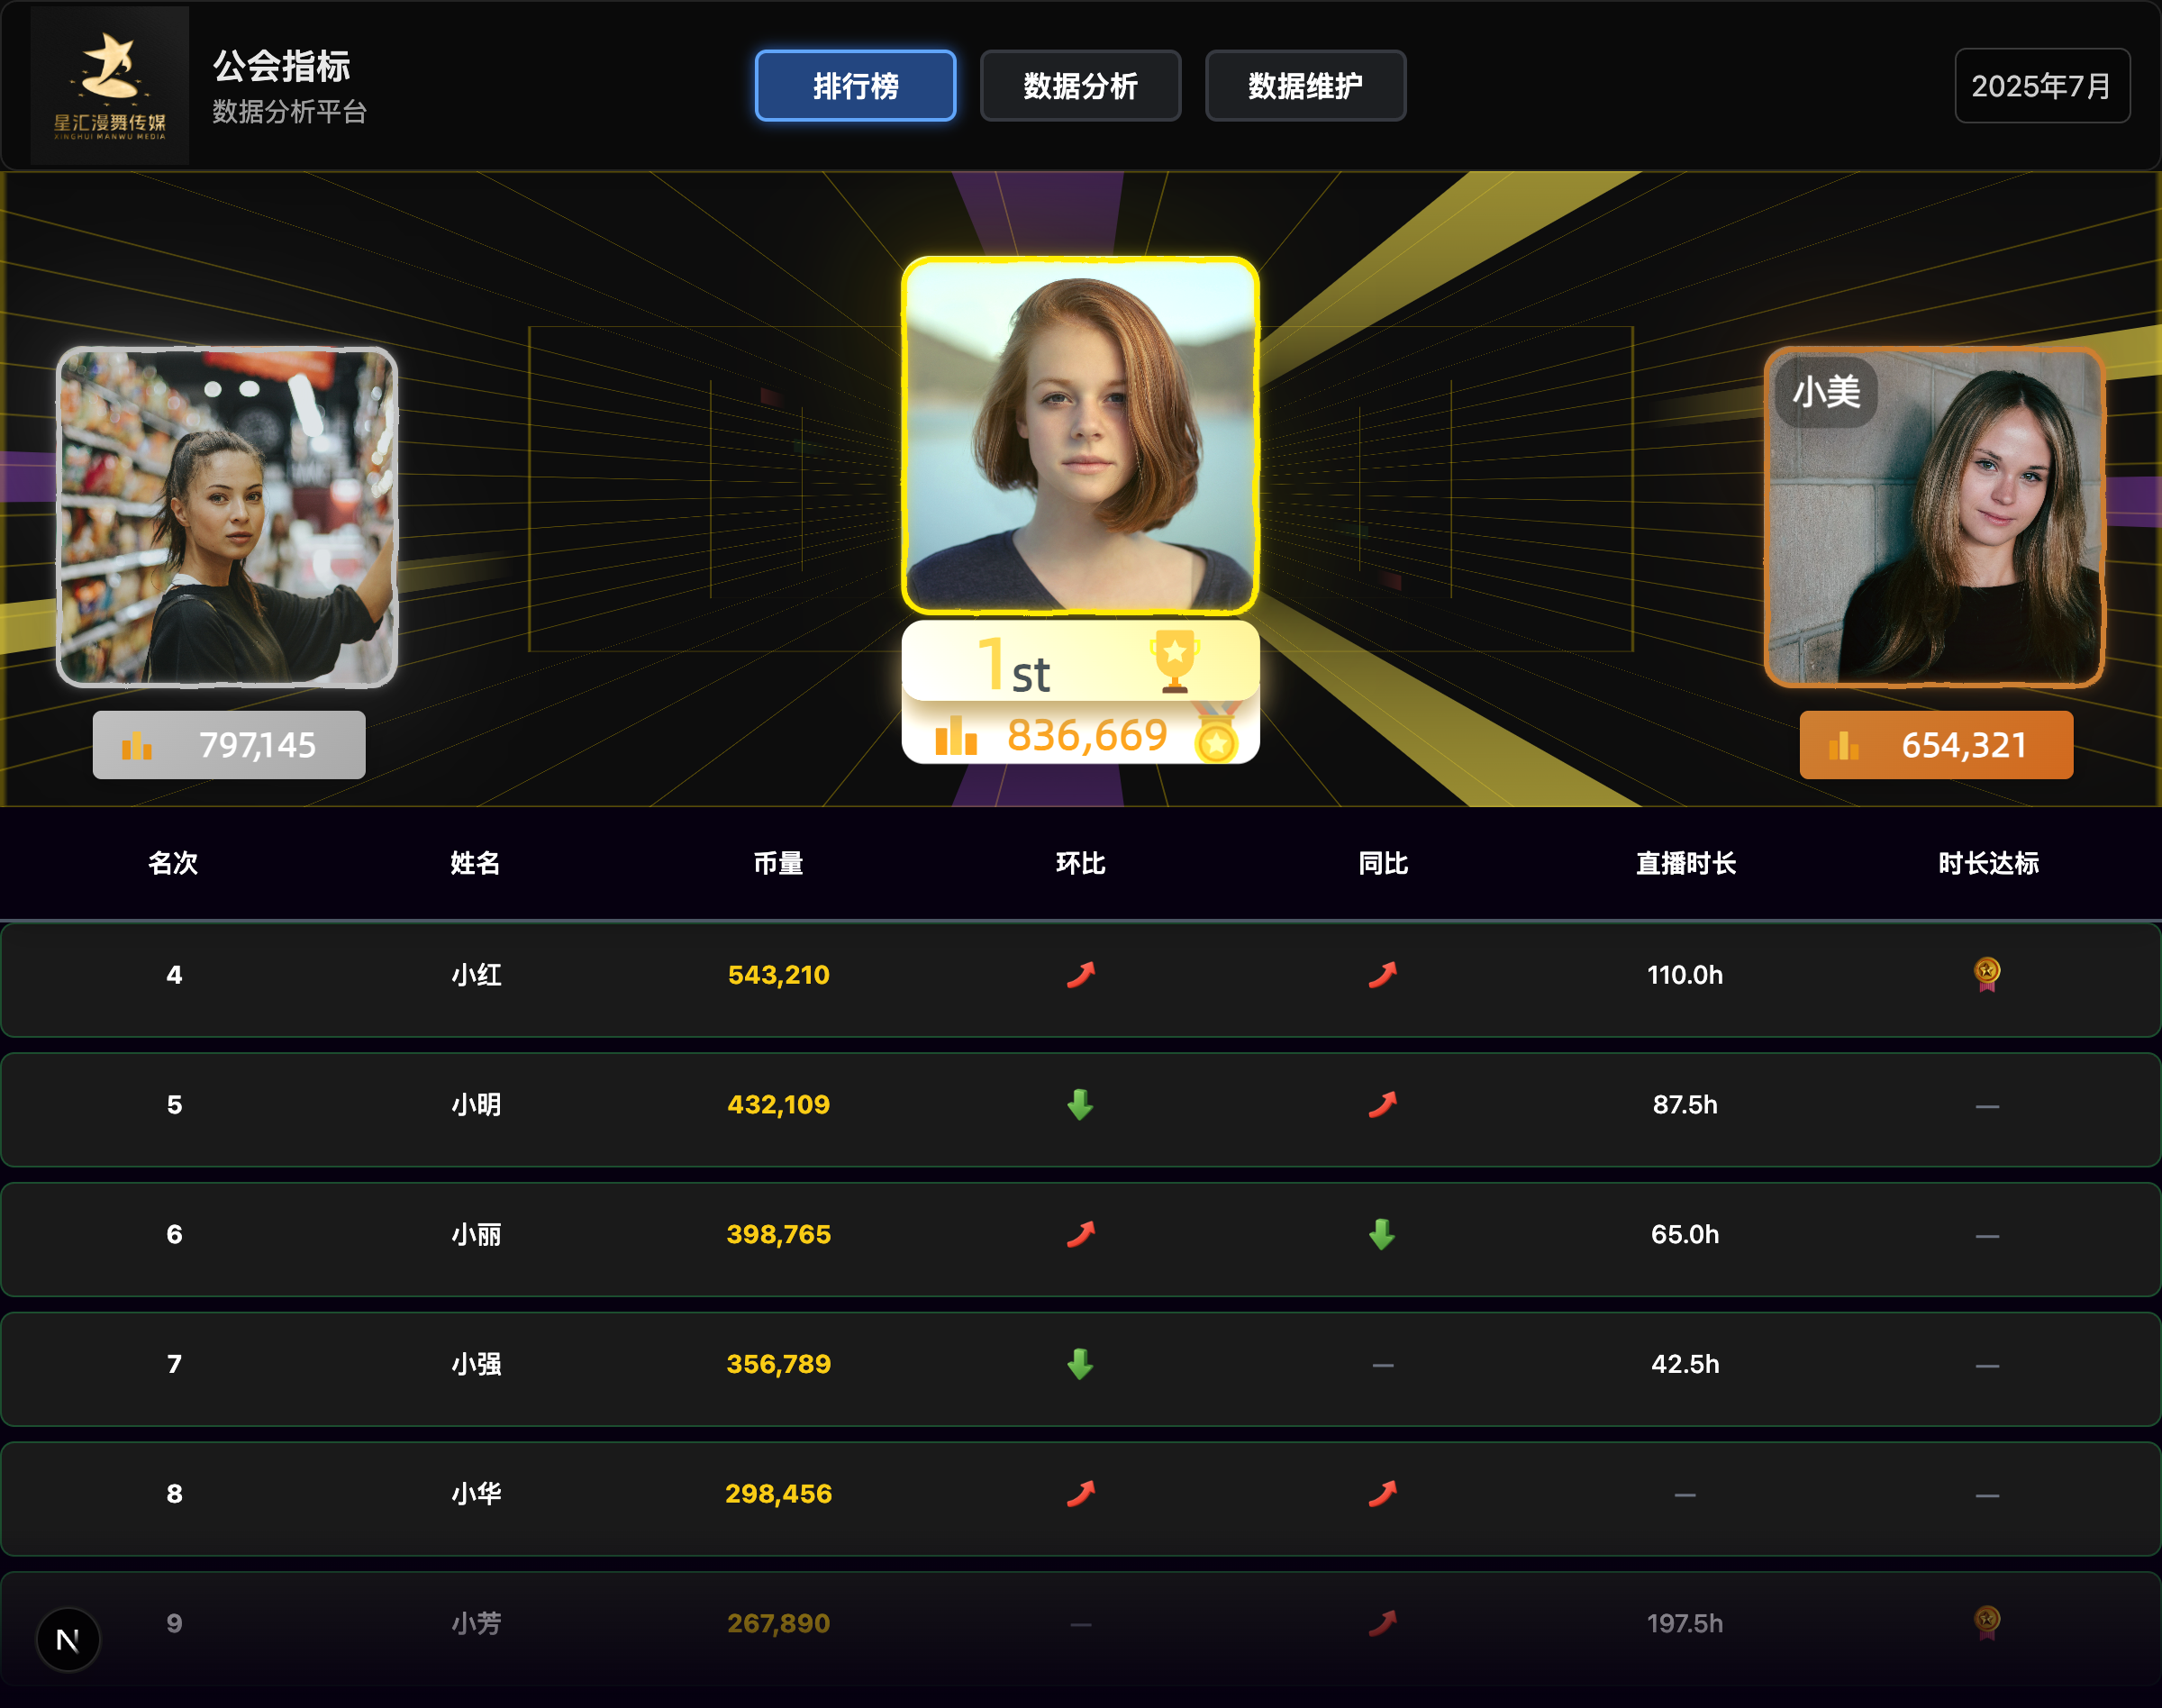 星汇漫舞传媒
XINGHUI MANWU MEDIA
公会指标
数据分析平台
排行榜
数据分析
数据维护
2025年7月
小美
1st
797,145
836,669
654,321
名次 姓名 币量 环比 同比 直播时长 时长达标
4 小红 543,210 110.0h
5 小明 432,109 87.5h —
6 小丽 398,765 65.0h —
7 小强 356,789 — 42.5h —
8 小华 298,456 — —
9 小芳 267,890 — 197.5h
N